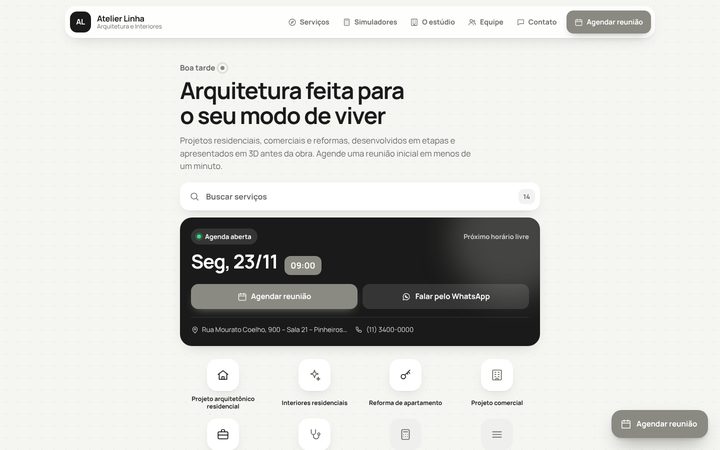 AL
Atelier Linha
Arquitetura e Interiores
Serviços
Simuladores
O estúdio
Equipe
Contato
Agendar reunião
Boa tarde
Arquitetura feita para
o seu modo de viver
Projetos residenciais, comerciais e reformas, desenvolvidos em etapas e
apresentados em 3D antes da obra. Agende uma reunião inicial em menos de
um minuto.
Buscar serviços
14
Agenda aberta
Próximo horário livre
Seg, 23/11
09:00
Agendar reunião
Falar pelo WhatsApp
Rua Mourato Coelho, 900 – Sala 21 – Pinheiros...
(11) 3400-0000
Projeto arquitetônico
residencial
Interiores residenciais
Reforma de apartamento
Projeto comercial
Agendar reunião